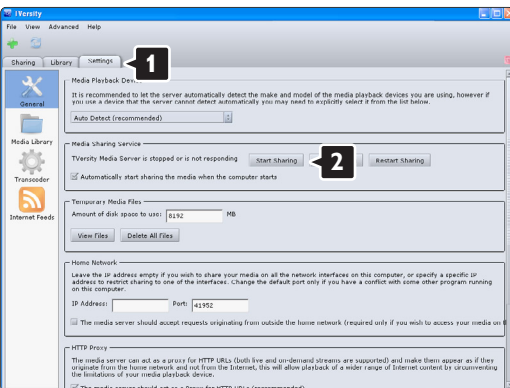 TVersity
File View Advanced Help
Sharing Library Settings
1
General
Media Library
Transcoder
Internet Feeds
Media Playback Device
It is recommended to let the server automatically detect the make and model of the media playback devices you are using, however if
you use a device that the server cannot detect automatically you may need to explicitly select it from the list below.
Auto Detect (recommended)
Media Sharing Service
TVersity Media Server is stopped or is not responding Start Sharing 2 Restart Sharing
Automatically start sharing the media when the computer starts
Temporary Media Files
Amount of disk space to use: 8192 MB
View Files Delete All Files
Home Network
Leave the IP address empty if you wish to share your media on all the network interfaces on this computer, or specify a specific IP
address to restrict sharing to one of the interfaces. Change the default port only if you have a conflict with some other program running
on this computer.
IP Address: Port: 41952
The media server should accept requests originating from outside the home network (required only if you wish to access your media on
HTTP Proxy
The media server can act as a proxy for HTTP URLs (both live and on-demand streams are supported) and make them appear as if they
originate from the home network and not from the Internet, this will allow playback of a wider range of Internet content by circumventing
the limitations of your media playback device.
The media server should act as a Proxy for HTTP URLs (recommended)